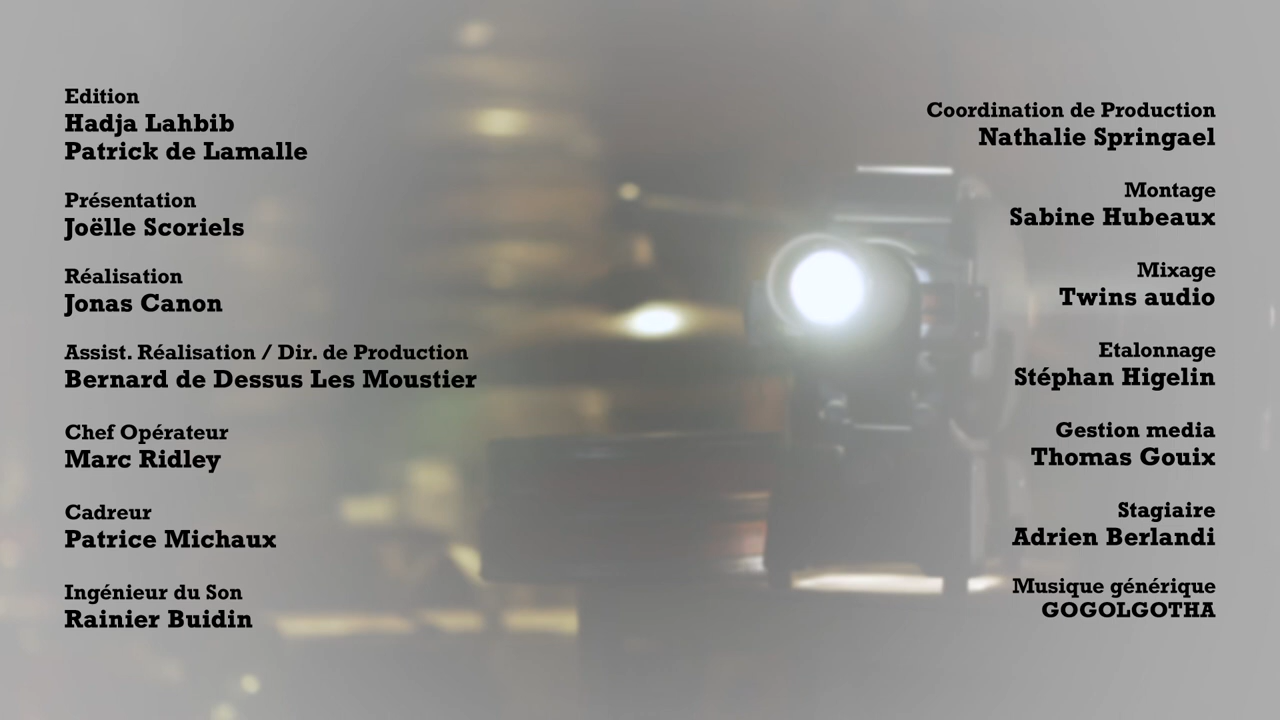 Edition
Hadja Lahbib
Patrick de Lamalle
Présentation
Joëlle Scoriels
Réalisation
Jonas Canon
Assist. Réalisation / Dir. de Production
Bernard de Dessus Les Moustier
Chef Opérateur
Marc Ridley
Cadreur
Patrice Michaux
Ingénieur du Son
Rainier Buidin
Coordination de Production
Nathalie Springael
Montage
Sabine Hubeaux
Mixage
Twins audio
Etalonnage
Stéphan Higelin
Gestion media
Thomas Gouix
Stagiaire
Adrien Berlandi
Musique générique
GOGOLGOTHA